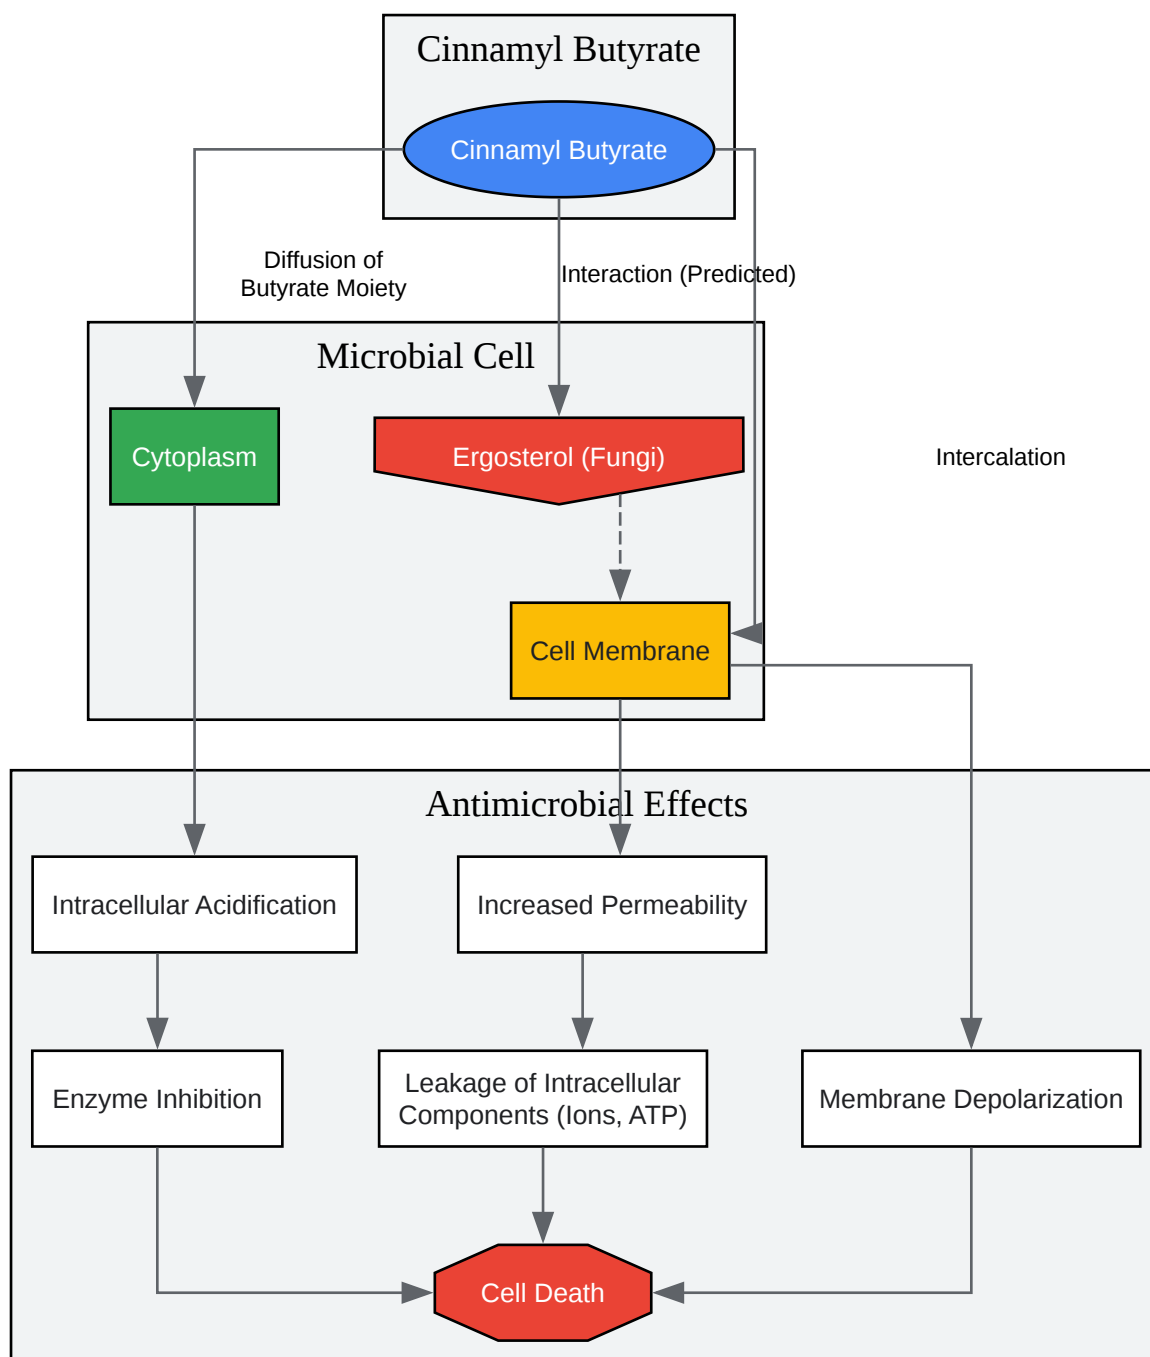 Cinnamyl Butyrate
Cinnamyl Butyrate
Diffusion of
Butyrate Moiety
Interaction (Predicted)
Microbial Cell
Cytoplasm
Ergosterol (Fungi)
Intercalation
Cell Membrane
Antimicrobial Effects
Intracellular Acidification
Increased Permeability
Enzyme Inhibition
Leakage of Intracellular
Components (Ions, ATP)
Membrane Depolarization
Cell Death